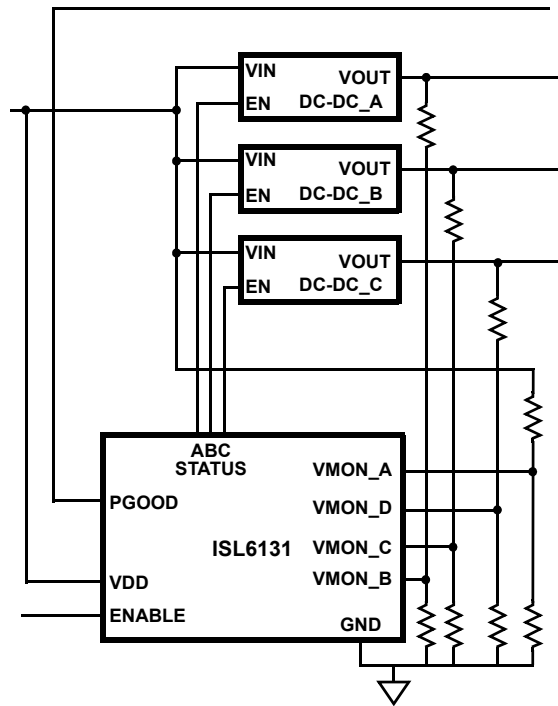 VIN
VOUT
EN
DC-DC_A
VIN
VOUT
EN
DC-DC_B
VIN
VOUT
EN
DC-DC_C
ABC
STATUS
VMON_A
PGOOD
VMON_D
ISL6131
VMON_C
VDD
VMON_B
ENABLE
GND